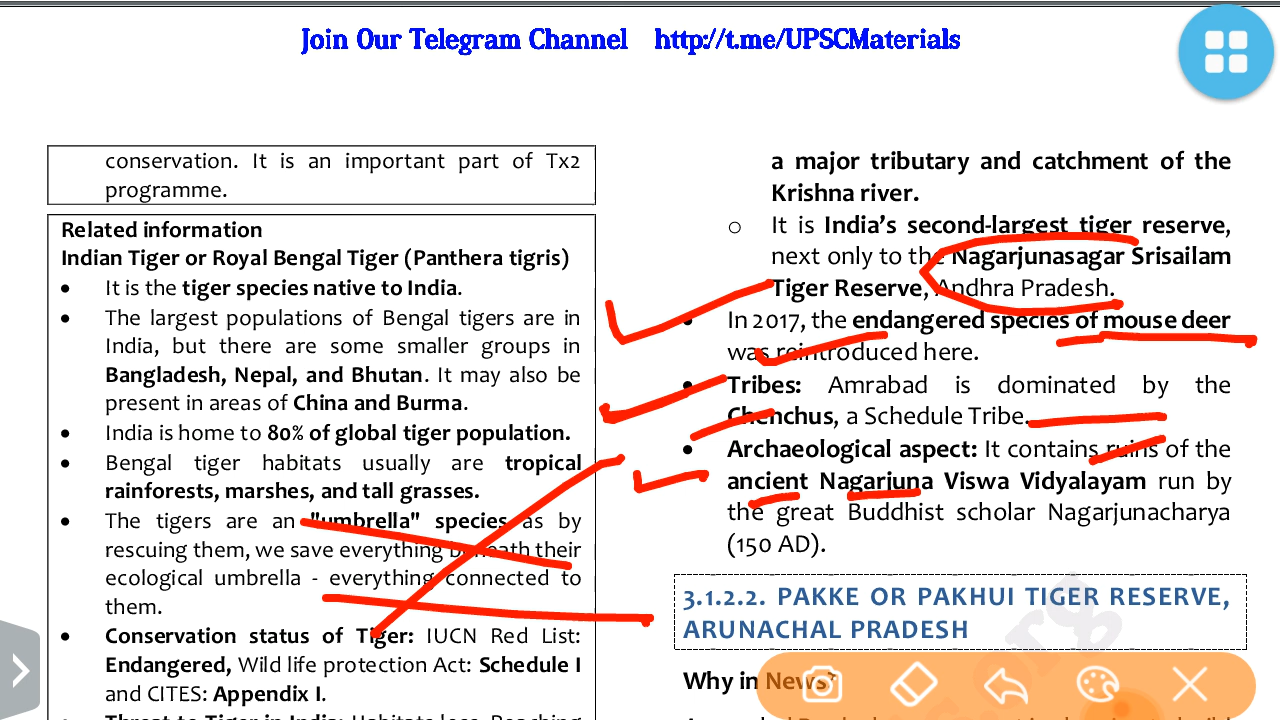 Join Our Telegram Channel http://t.me/UPSCMaterials
conservation. It is an important part of Tx2
programme.
Related information
Indian Tiger or Royal Bengal Tiger (Panthera tigris)
• It is the tiger species native to India.
• The largest populations of Bengal tigers are in
India, but there are some smaller groups in
Bangladesh, Nepal, and Bhutan. It may also be
present in areas of China and Burma.
• India is home to 80% of global tiger population.
• Bengal tiger habitats usually are tropical
rainforests, marshes, and tall grasses.
• The tigers are an "umbrella" species as by
rescuing them, we save everything beneath their
ecological umbrella - everything connected to
them.
• Conservation status of Tiger: IUCN Red List:
Endangered, Wild life protection Act: Schedule I
and CITES: Appendix I.
• Threat to Tiger in India: Habitats loss, Poaching
a major tributary and catchment of the
Krishna river.
o It is India's second-largest tiger reserve,
next only to the Nagarjunasagar Srisailam
Tiger Reserve, Andhra Pradesh.
• In 2017, the endangered species of mouse deer
was reintroduced here.
• Tribes: Amrabad is dominated by the
Chenchus, a Schedule Tribe.
• Archaeological aspect: It contains ruins of the
ancient Nagarjuna Viswa Vidyalayam run by
the great Buddhist scholar Nagarjunacharya
(150 AD).
3.1.2.2. PAKKE OR PAKHUI TIGER RESERVE,
ARUNACHAL PRADESH
Why in News?